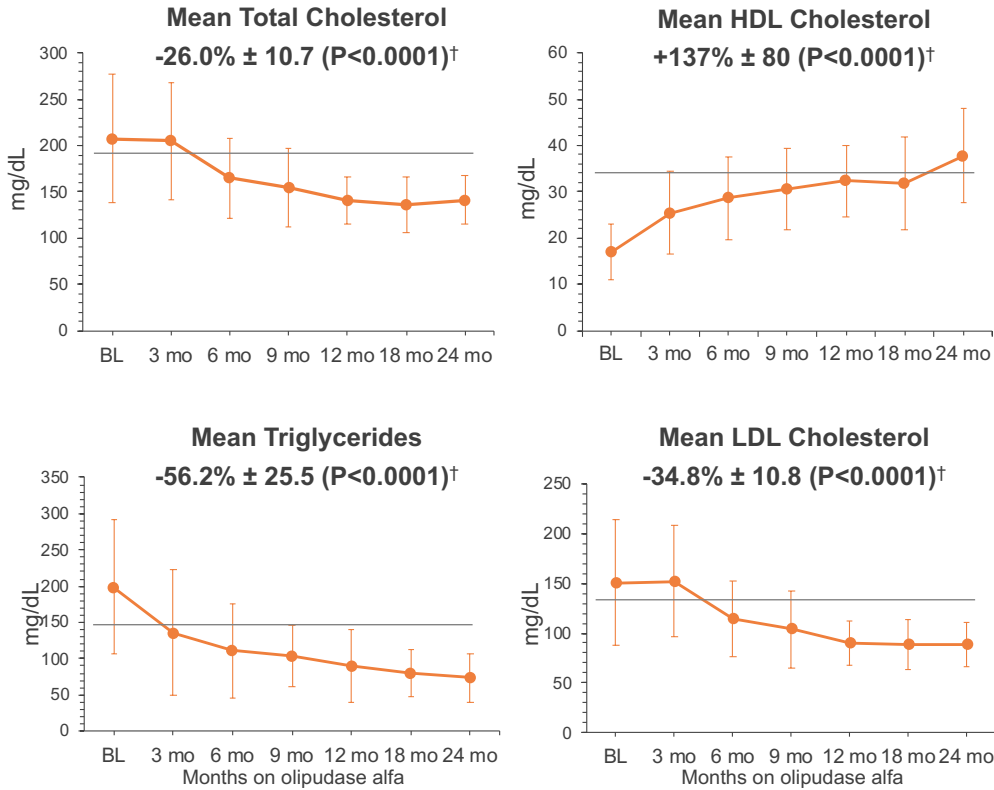 Mean Total Cholesterol
-26.0% ± 10.7 (P<0.0001)†
mg/dL
300
250
200
150
100
50
0
BL 3 mo 6 mo 9 mo 12 mo 18 mo 24 mo
Mean HDL Cholesterol
+137% ± 80 (P<0.0001)†
mg/dL
60
50
40
30
20
10
0
BL 3 mo 6 mo 9 mo 12 mo 18 mo 24 mo
Mean Triglycerides
-56.2% ± 25.5 (P<0.0001)†
mg/dL
350
300
250
200
150
100
50
0
BL 3 mo 6 mo 9 mo 12 mo 18 mo 24 mo
Months on olipudase alfa
Mean LDL Cholesterol
-34.8% ± 10.8 (P<0.0001)†
mg/dL
250
200
150
100
50
0
BL 3 mo 6 mo 9 mo 12 mo 18 mo 24 mo
Months on olipudase alfa